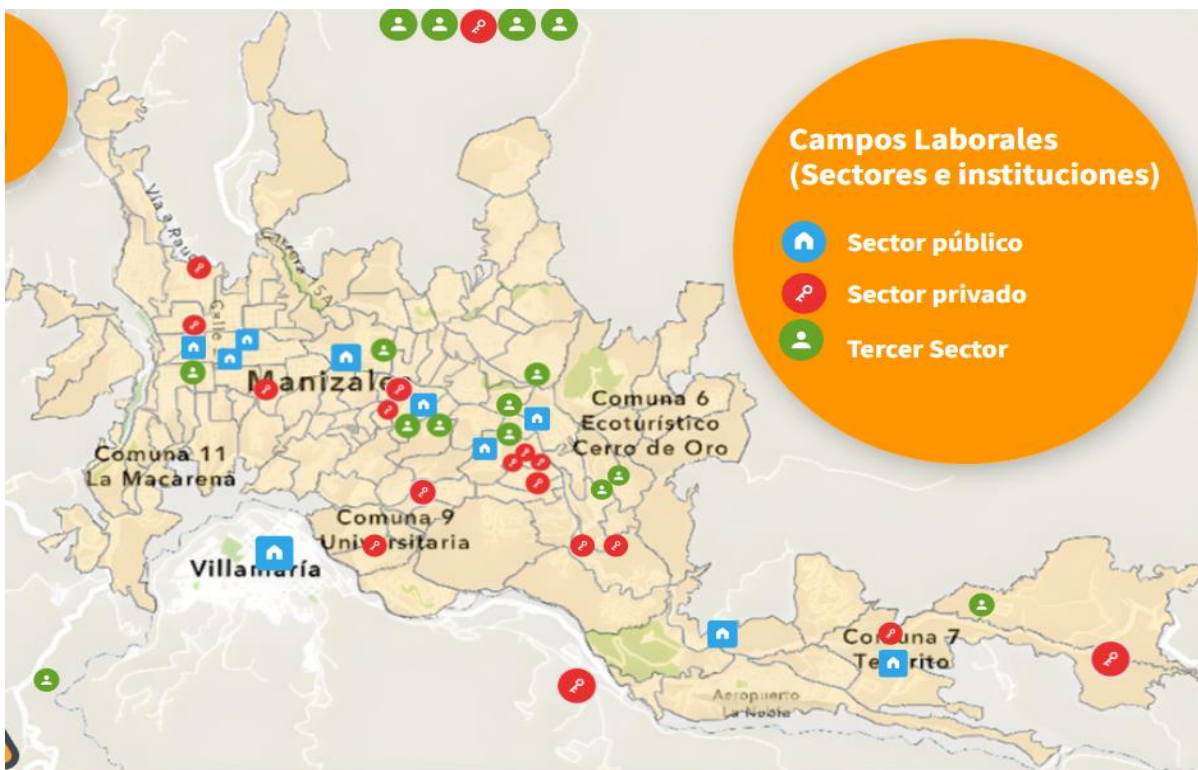 Campos Laborales
(Sectores e instituciones)
Sector público
Sector privado
Tercer Sector
Vía a
Carrera 15A
Calle
Comuna 6
Ecoturístico
Cerro de Oro
Comuna 11
La Macarena
Comuna 9
Universitaria
Villamaría
Comuna 7
Aeropuerto
La Nubia